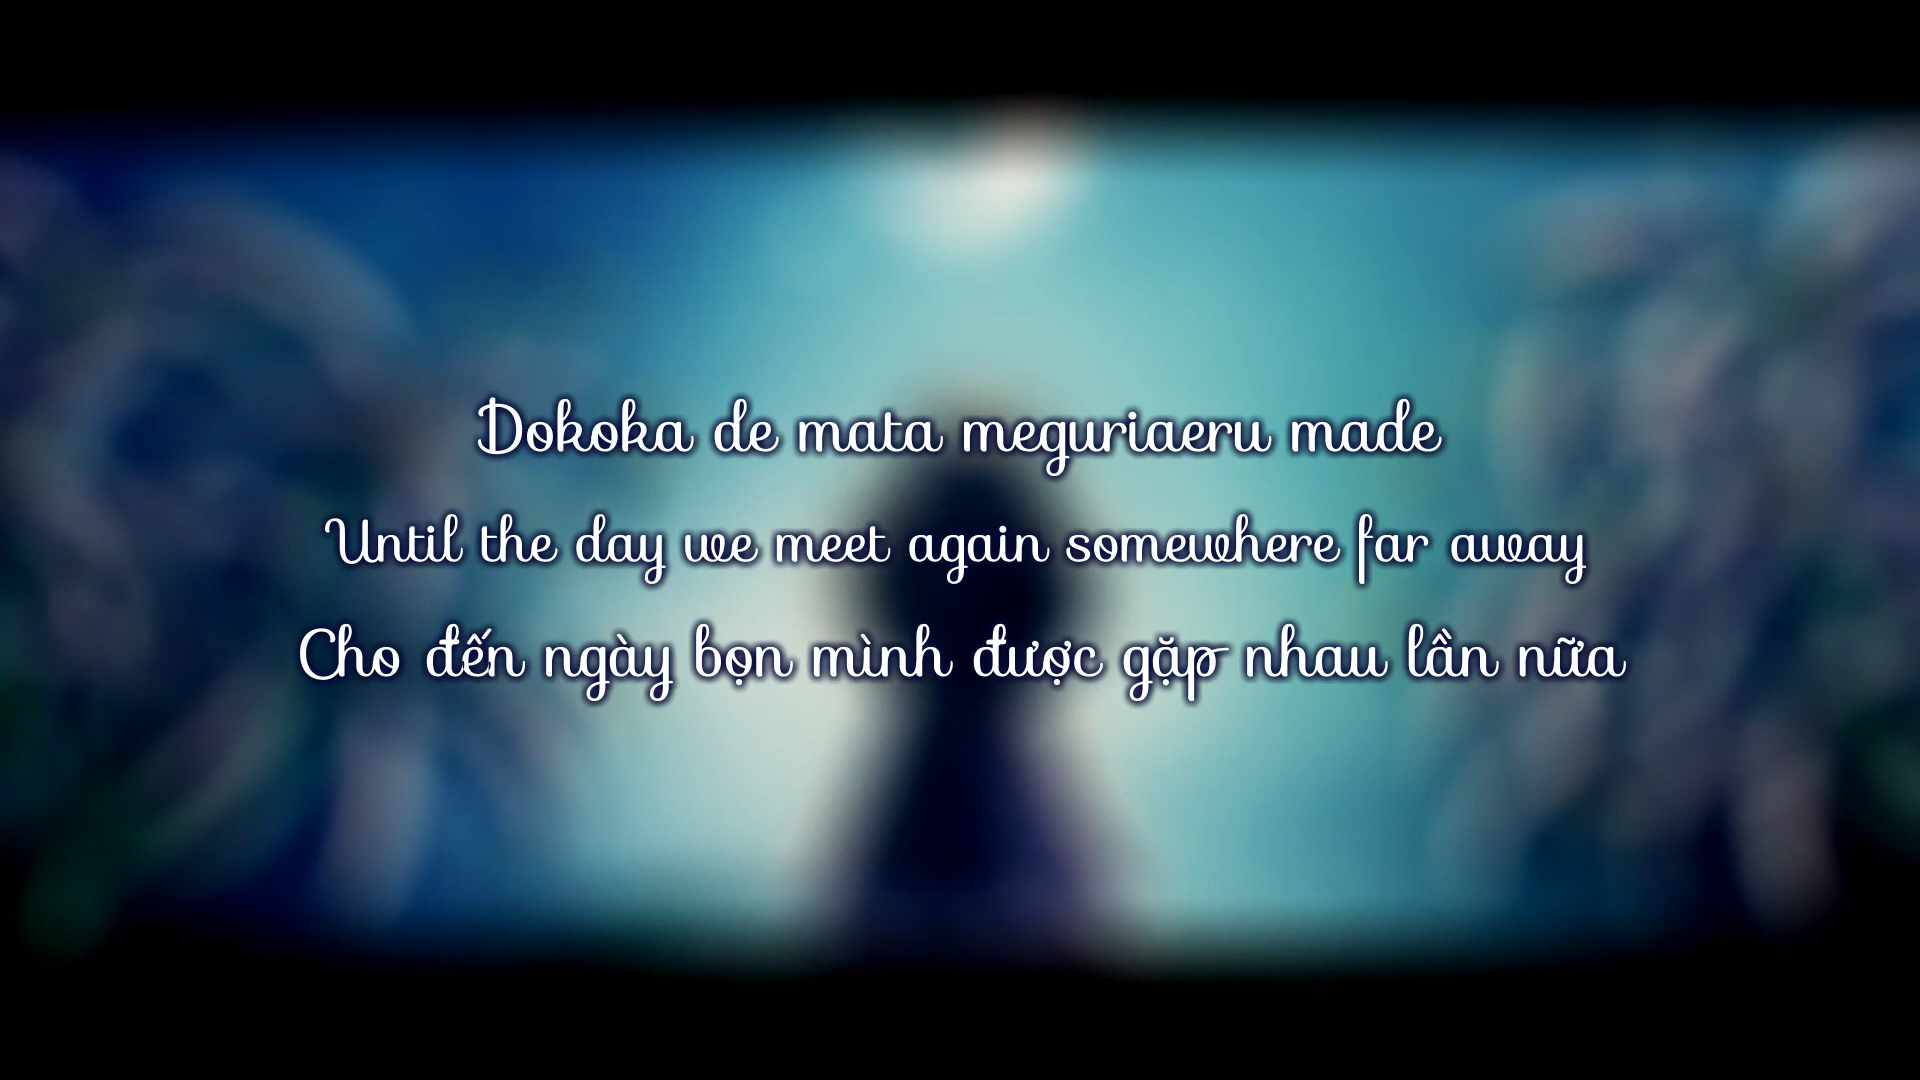 Dokoka de mata meguriaeru made
Until the day we meet again somewhere far away
Cho đến ngày bọn mình được gặp nhau lần nữa